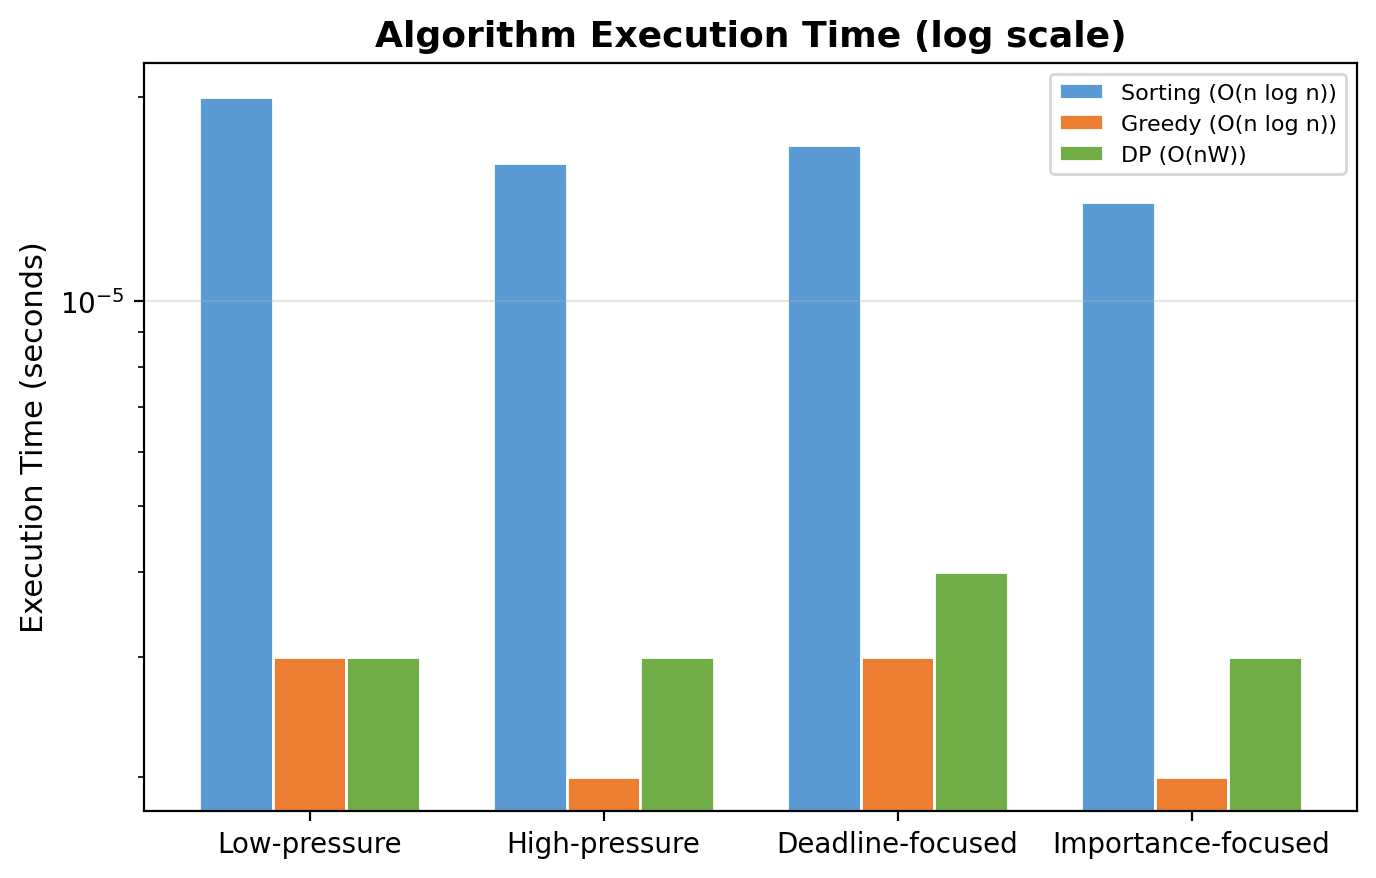 Algorithm Execution Time (log scale)
Sorting (O(n log n))
Greedy (O(n log n))
DP (O(nW))
Execution Time (seconds)
10⁻⁵
Low-pressure
High-pressure
Deadline-focused
Importance-focused